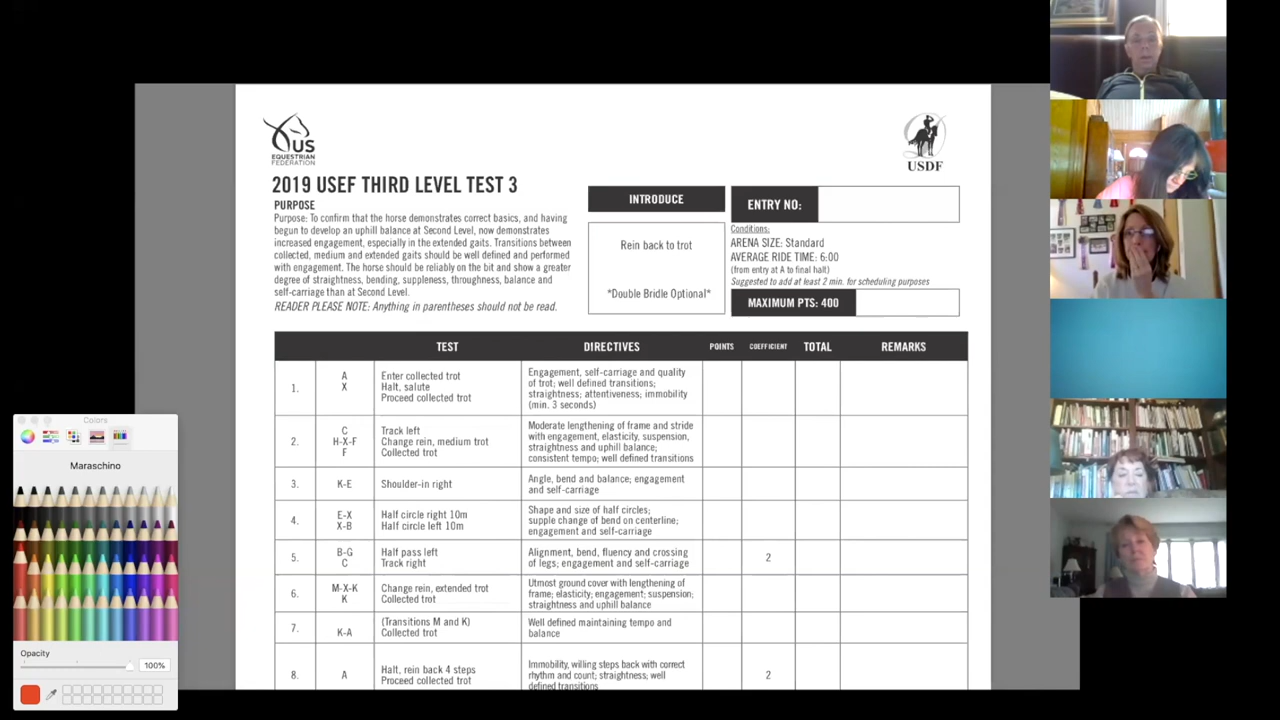 US
EQUESTRIAN
FEDERATION
USDF
2019 USEF THIRD LEVEL TEST 3
PURPOSE
Purpose: To confirm that the horse demonstrates correct basics, and having
begun to develop an uphill balance at Second Level, now demonstrates
increased engagement, especially in the extended gaits. Transitions between
collected, medium and extended gaits should be well defined and performed
with engagement. The horse should be reliably on the bit and show a greater
degree of straightness, bending, suppleness, throughness, balance and
self-carriage than at Second Level.
READER PLEASE NOTE: Anything in parentheses should not be read.
INTRODUCE
Rein back to trot
*Double Bridle Optional*
ENTRY NO:
Conditions:
ARENA SIZE: Standard
AVERAGE RIDE TIME: 6:00
(from entry at A to final halt)
Suggested to add at least 2 min. for scheduling purposes
MAXIMUM PTS: 400
TEST DIRECTIVES POINTS COEFFICIENT TOTAL REMARKS
1.
A Enter collected trot
X Halt, salute
Proceed collected trot
Engagement, self-carriage and quality
of trot; well defined transitions;
straightness; attentiveness; immobility
(min. 3 seconds)
2.
C Track left
H-X-F Change rein, medium trot
F Collected trot
Moderate lengthening of frame and stride
with engagement, elasticity, suspension,
straightness and uphill balance;
consistent tempo; well defined transitions
3.
K-E Shoulder-in right
Angle, bend and balance; engagement
and self-carriage
4.
E-X Half circle right 10m
X-B Half circle left 10m
Shape and size of half circles;
supple change of bend on centerline;
engagement and self-carriage
5.
B-G Half pass left
C Track right
Alignment, bend, fluency and crossing
of legs; engagement and self-carriage
2
6.
M-X-K Change rein, extended trot
K Collected trot
Utmost ground cover with lengthening of
frame; elasticity; engagement; suspension;
straightness and uphill balance
7.
(Transitions M and K)
K-A Collected trot
Well defined maintaining tempo and
balance
8.
A
Halt, rein back 4 steps
Proceed collected trot
Immobility, willing steps back with correct
rhythm and count; straightness; well
defined transitions
2
Colors
Maraschino
Opacity
100%